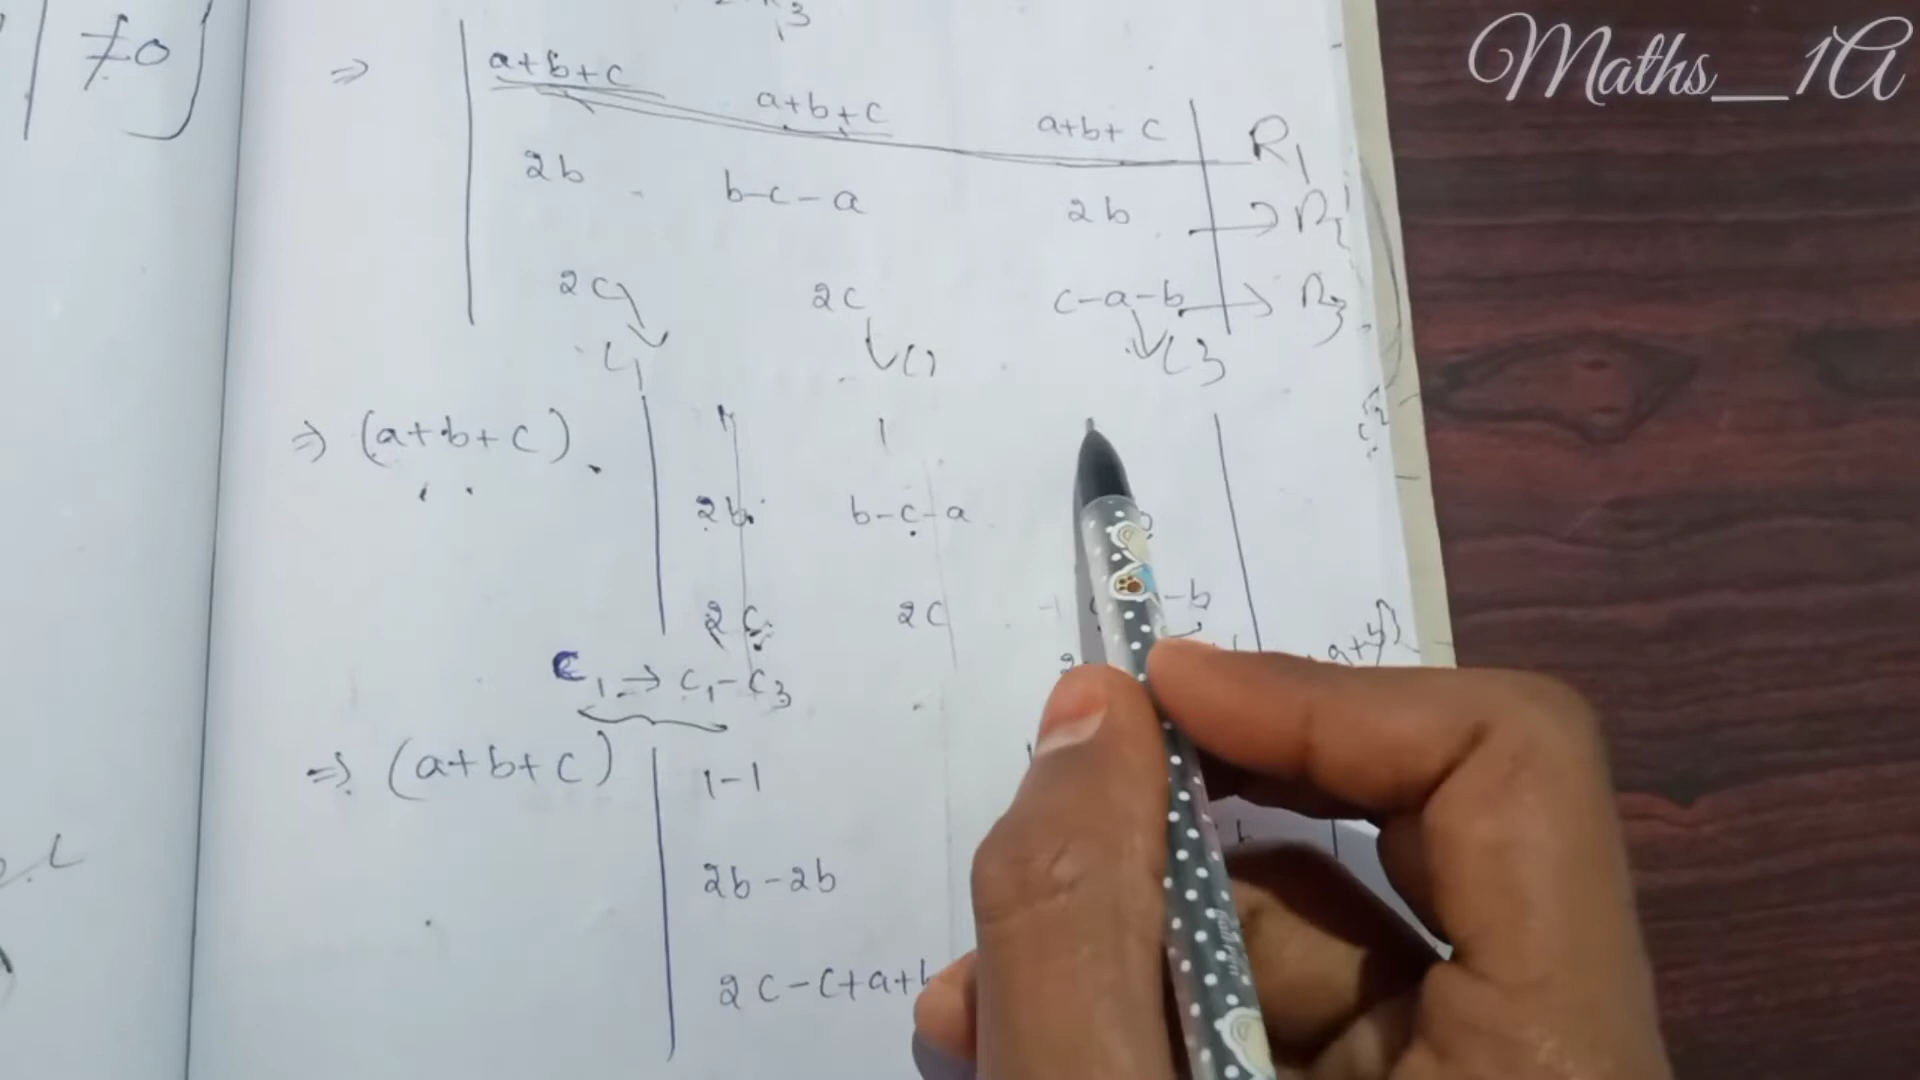 Maths_1A
≠0
3
⇒ | a+b+c a+b+c a+b+c | R1
2b b-c-a 2b → R2
2c 2c c-a-b → R3
C1 C3
⇒ (a+b+c) | 1 1
2b b-c-a
2c 2c -b
C1 → C1-C3
⇒ (a+b+c) | 1-1
2b-2b
2c-c+a+b